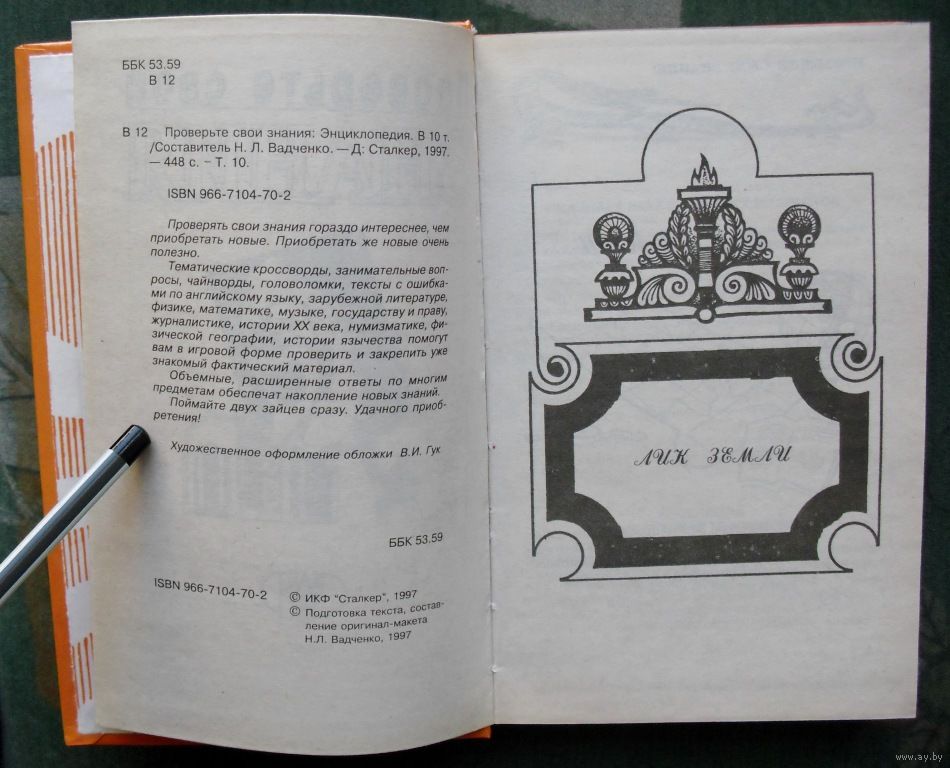 ББК 53.59
В 12
В 12 Проверьте свои знания: Энциклопедия. В 10 т.
/Составитель Н. Л. Вадченко. — Д: Сталкер, 1997.
— 448 с. – Т. 10.
ISBN 966-7104-70-2
Проверять свои знания гораздо интереснее, чем
приобретать новые. Приобретать же новые очень
полезно.
Тематические кроссворды, занимательные воп-
росы, чайнворды, головоломки, тексты с ошибка-
ми по английскому языку, зарубежной литературе,
физике, математике, музыке, государству и праву,
журналистике, истории XX века, нумизматике, фи-
зической географии, истории язычества помогут
вам в игровой форме проверить и закрепить уже
знакомый фактический материал.
Объемные, расширенные ответы по многим
предметам обеспечат накопление новых знаний.
Поймайте двух зайцев сразу. Удачного приоб-
ретения!
Художественное оформление обложки В.И. Гук
ББК 53.59
ISBN 966-7104-70-2
© ИКФ "Сталкер", 1997
© Подготовка текста, состав-
ление оригинал-макета
Н.Л. Вадченко, 1997
ЛИК ЗЕМЛИ
www.ay.by